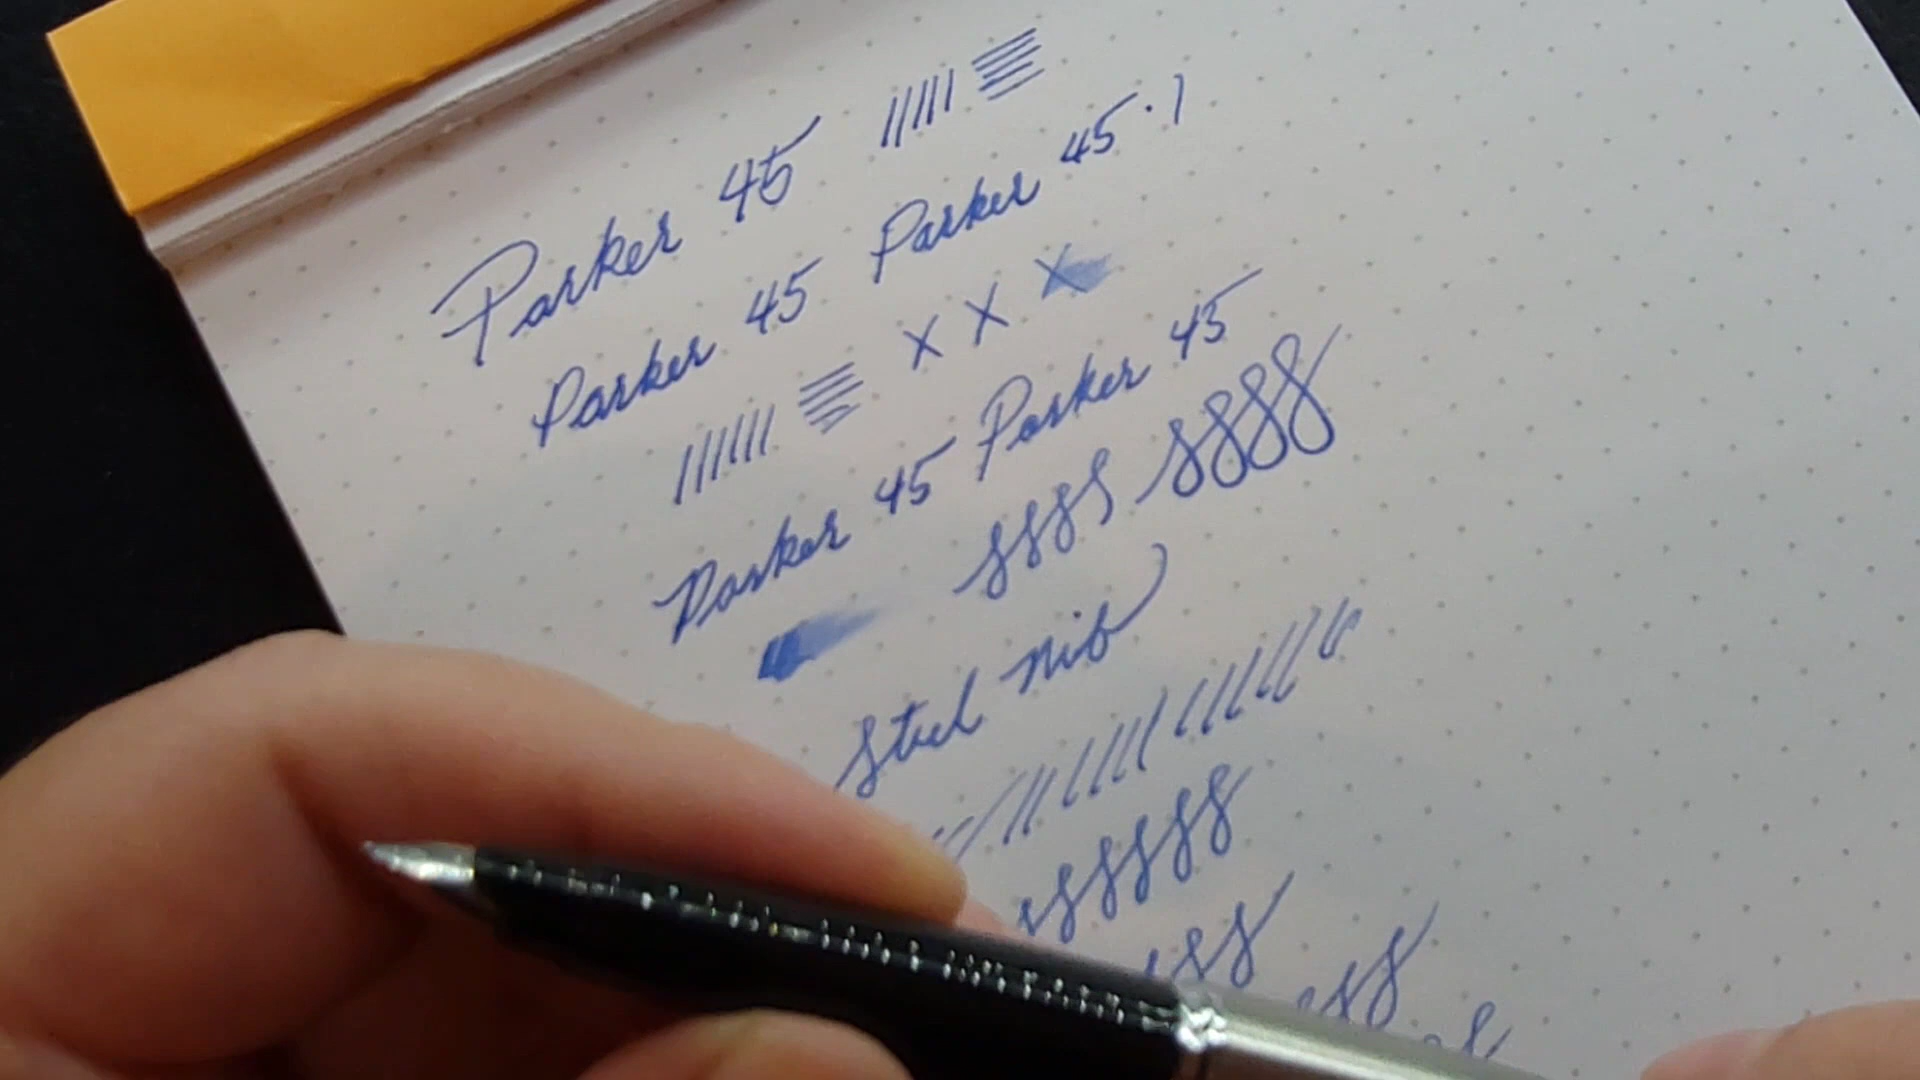 Parker 45
Parker 45 Parker 45.
X X X
Parker 45 Parker 45
Steel nib